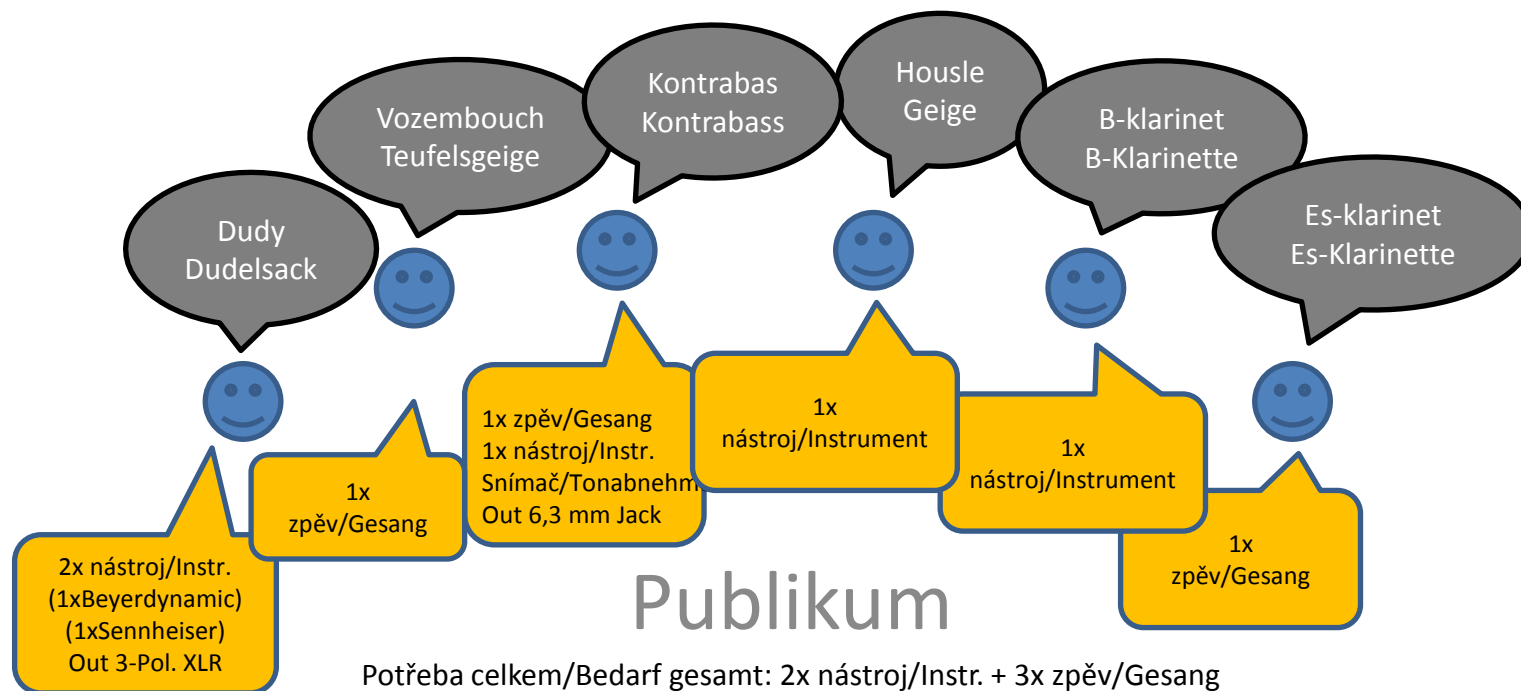 Dudy
Dudelsack
Vozembouch
Teufelsgeige
Kontrabas
Kontrabass
Housle
Geige
B-klarinet
B-Klarinette
Es-klarinet
Es-Klarinette
2x nástroj/Instr.
(1xBeyerdynamic)
(1xSennheiser)
Out 3-Pol. XLR
1x
zpěv/Gesang
1x zpěv/Gesang
1x nástroj/Instr.
Snímač/Tonabnehm
Out 6,3 mm Jack
1x
nástroj/Instrument
1x
nástroj/Instrument
1x
zpěv/Gesang
Publikum
Potřeba celkem/Bedarf gesamt: 2x nástroj/Instr. + 3x zpěv/Gesang